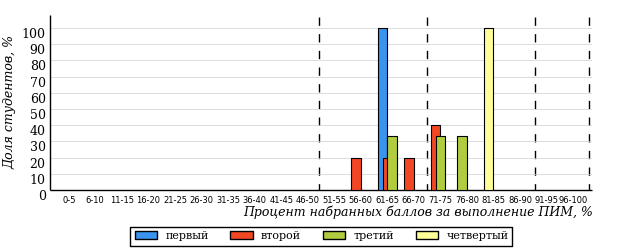 Доля студентов, %
100
90
80
70
60
50
40
30
20
10
0
0-5 6-10 11-15 16-20 21-25 26-30 31-35 36-40 41-45 46-50 51-55 56-60 61-65 66-70 71-75 76-80 81-85 86-90 91-95 96-100
Процент набранных баллов за выполнение ПИМ, %
первый второй третий четвертый